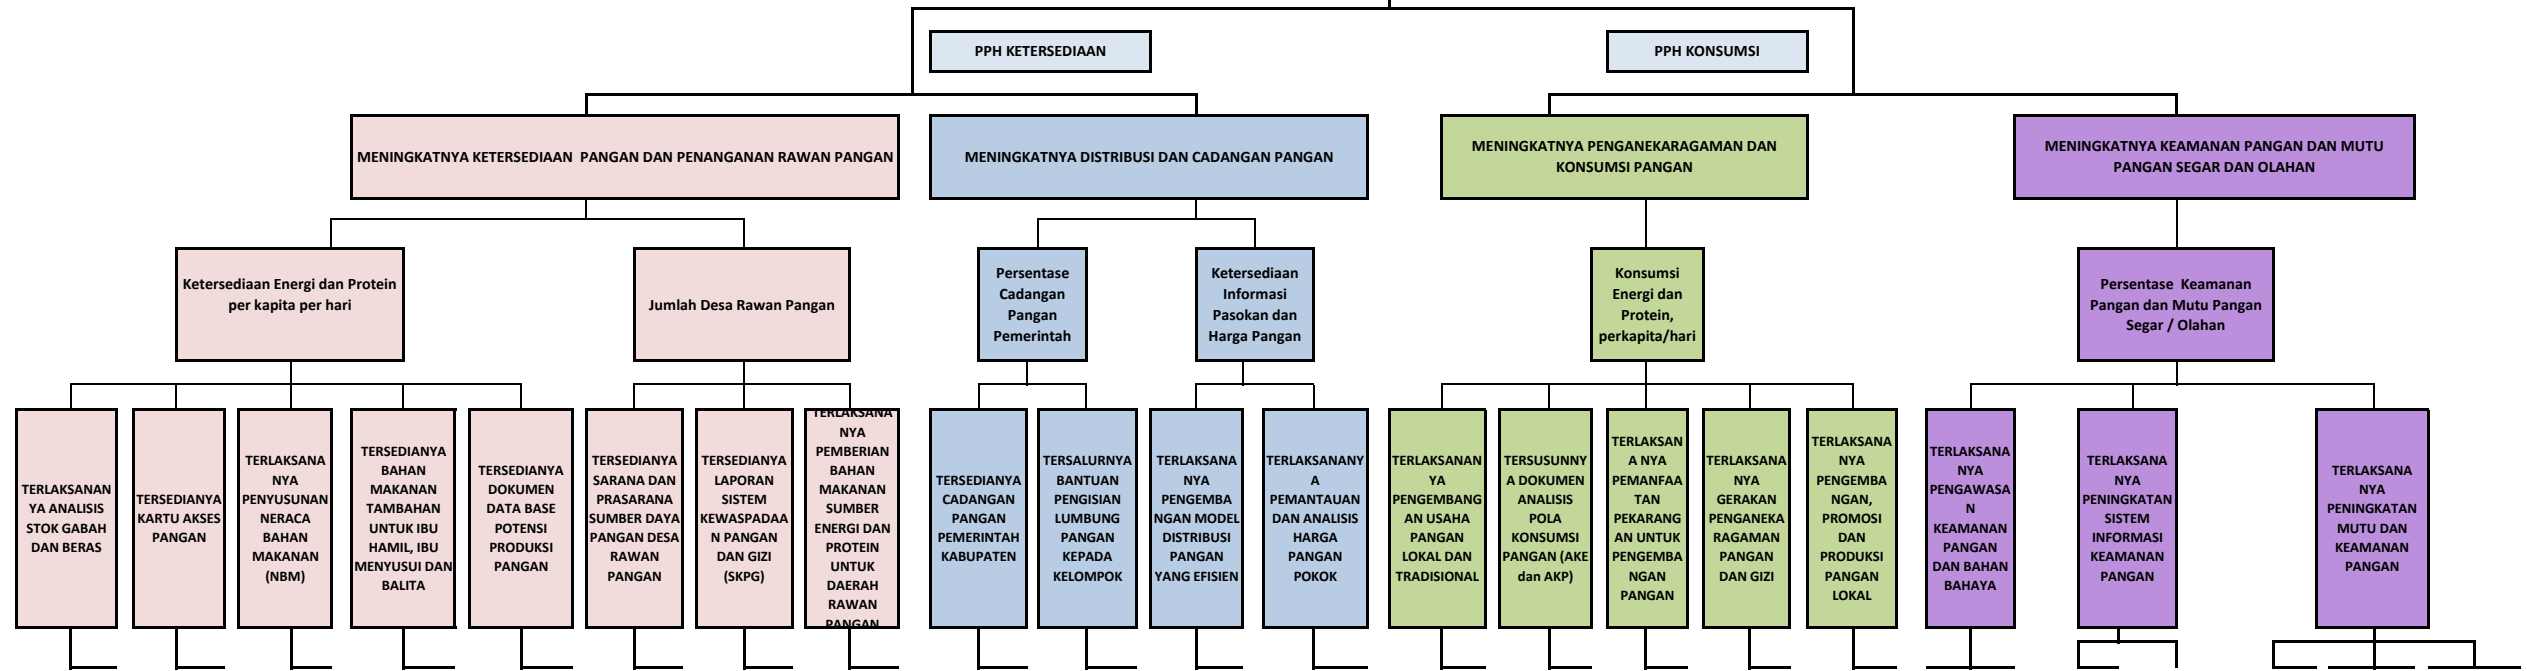 PPH KETERSEDIAAN
PPH KONSUMSI
MENINGKATNYA KETERSEDIAAN  PANGAN DAN PENANGANAN RAWAN PANGAN
MENINGKATNYA DISTRIBUSI DAN CADANGAN PANGAN
MENINGKATNYA PENGANEKARAGAMAN DAN
KONSUMSI PANGAN
MENINGKATNYA KEAMANAN PANGAN DAN MUTU
PANGAN SEGAR DAN OLAHAN
Ketersediaan Energi dan Protein
per kapita per hari
Jumlah Desa Rawan Pangan
Persentase
Cadangan
Pangan
Pemerintah
Ketersediaan
Informasi
Pasokan dan
Harga Pangan
Konsumsi
Energi dan
Protein,
perkapita/hari
Persentase  Keamanan
Pangan dan Mutu Pangan
Segar / Olahan
TERLAKSANAN
YA ANALISIS
STOK GABAH
DAN BERAS
TERSEDIANYA
KARTU AKSES
PANGAN
TERLAKSANA
NYA
PENYUSUNAN
NERACA
BAHAN
MAKANAN
(NBM)
TERSEDIANYA
BAHAN
MAKANAN
TAMBAHAN
UNTUK IBU
HAMIL, IBU
MENYUSUI DAN
BALITA
TERSEDIANYA
DOKUMEN
DATA BASE
POTENSI
PRODUKSI
PANGAN
TERSEDIANYA
SARANA DAN
PRASARANA
SUMBER DAYA
PANGAN DESA
RAWAN
PANGAN
TERSEDIANYA
LAPORAN
SISTEM
KEWASPADAA
N PANGAN
DAN GIZI
(SKPG)
TERLAKSANA
NYA
PEMBERIAN
BAHAN
MAKANAN
SUMBER
ENERGI DAN
PROTEIN
UNTUK
DAERAH
RAWAN
PANGAN
TERSEDIANYA
CADANGAN
PANGAN
PEMERINTAH
KABUPATEN
TERSALURNYA
BANTUAN
PENGISIAN
LUMBUNG
PANGAN
KEPADA
KELOMPOK
TERLAKSANA
NYA
PENGEMBA
NGAN MODEL
DISTRIBUSI
PANGAN
YANG EFISIEN
TERLAKSANANY
A
PEMANTAUAN
DAN ANALISIS
HARGA
PANGAN
POKOK
TERLAKSANAN
YA
PENGEMBANG
AN USAHA
PANGAN
LOKAL DAN
TRADISIONAL
TERSUSUNNY
A DOKUMEN
ANALISIS
POLA
KONSUMSI
PANGAN (AKE
dan AKP)
TERLAKSAN
A NYA
PEMANFAA
TAN
PEKARANG
AN UNTUK
PENGEMBA
NGAN
PANGAN
TERLAKSANA
NYA
GERAKAN
PENGANEKA
RAGAMAN
PANGAN
DAN GIZI
TERLAKSANA
NYA
PENGEMBA
NGAN,
PROMOSI
DAN
PRODUKSI
PANGAN
LOKAL
TERLAKSANA
NYA
PENGAWASA
N
KEAMANAN
PANGAN
DAN BAHAN
BAHAYA
TERLAKSANA
NYA
PENINGKATAN
SISTEM
INFORMASI
KEAMANAN
PANGAN
TERLAKSANA
NYA
PENINGKATAN
MUTU DAN
KEAMANAN
PANGAN